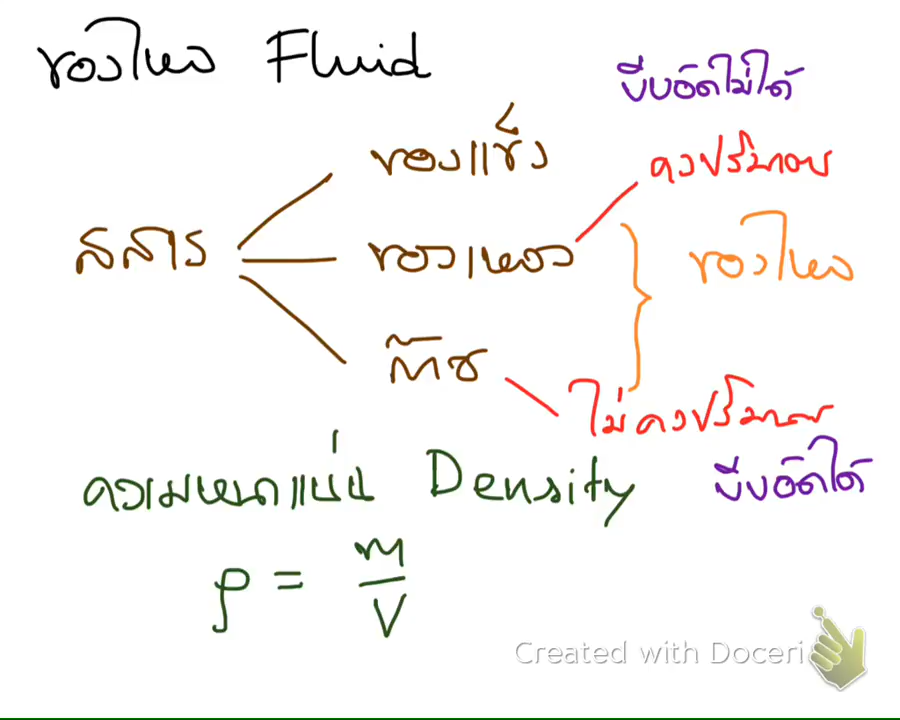 ของไหล Fluid
บีบอัดไม่ได้
ของแข็ง
คงปริมาตร
สสาร
ของเหลว
ของไหล
ก๊าซ
ไม่คงปริมาตร
ความหนาแน่น Density
บีบอัดได้
ρ = m/V
Created with Doceri